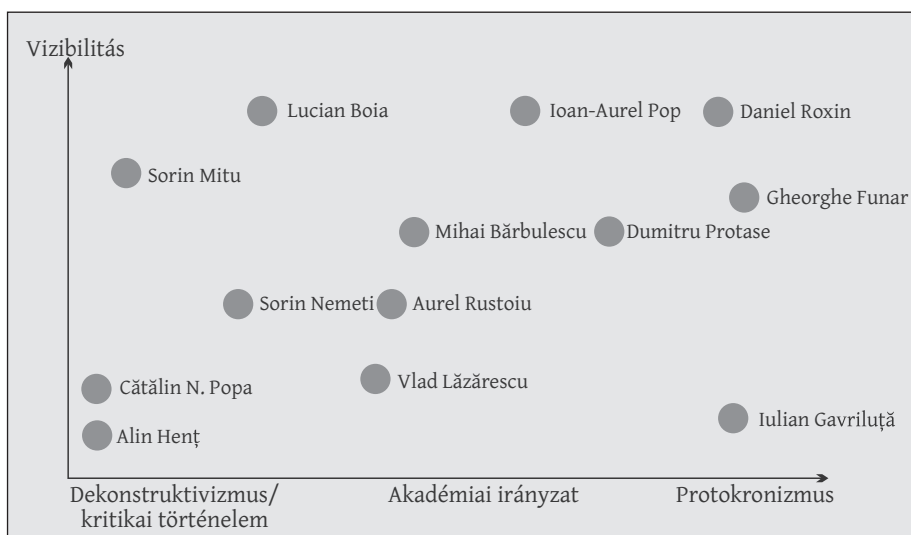 Vizibilitás
Lucian Boia
Ioan-Aurel Pop
Daniel Roxin
Sorin Mitu
Gheorghe Funar
Mihai Bărbulescu
Dumitru Protase
Sorin Nemeti
Aurel Rustoiu
Cătălin N. Popa
Vlad Lăzărescu
Alin Henț
Iulian Gavriluță
Dekonstruktivizmus/
kritikai történelem
Akadémiai irányzat
Protokronizmus